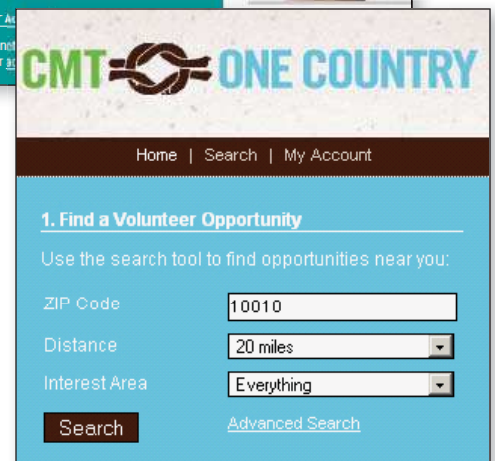 CMT ONE COUNTRY
Home | Search | My Account
1. Find a Volunteer Opportunity
Use the search tool to find opportunities near you:
ZIP Code 10010
Distance 20 miles
Interest Area Everything
Search Advanced Search